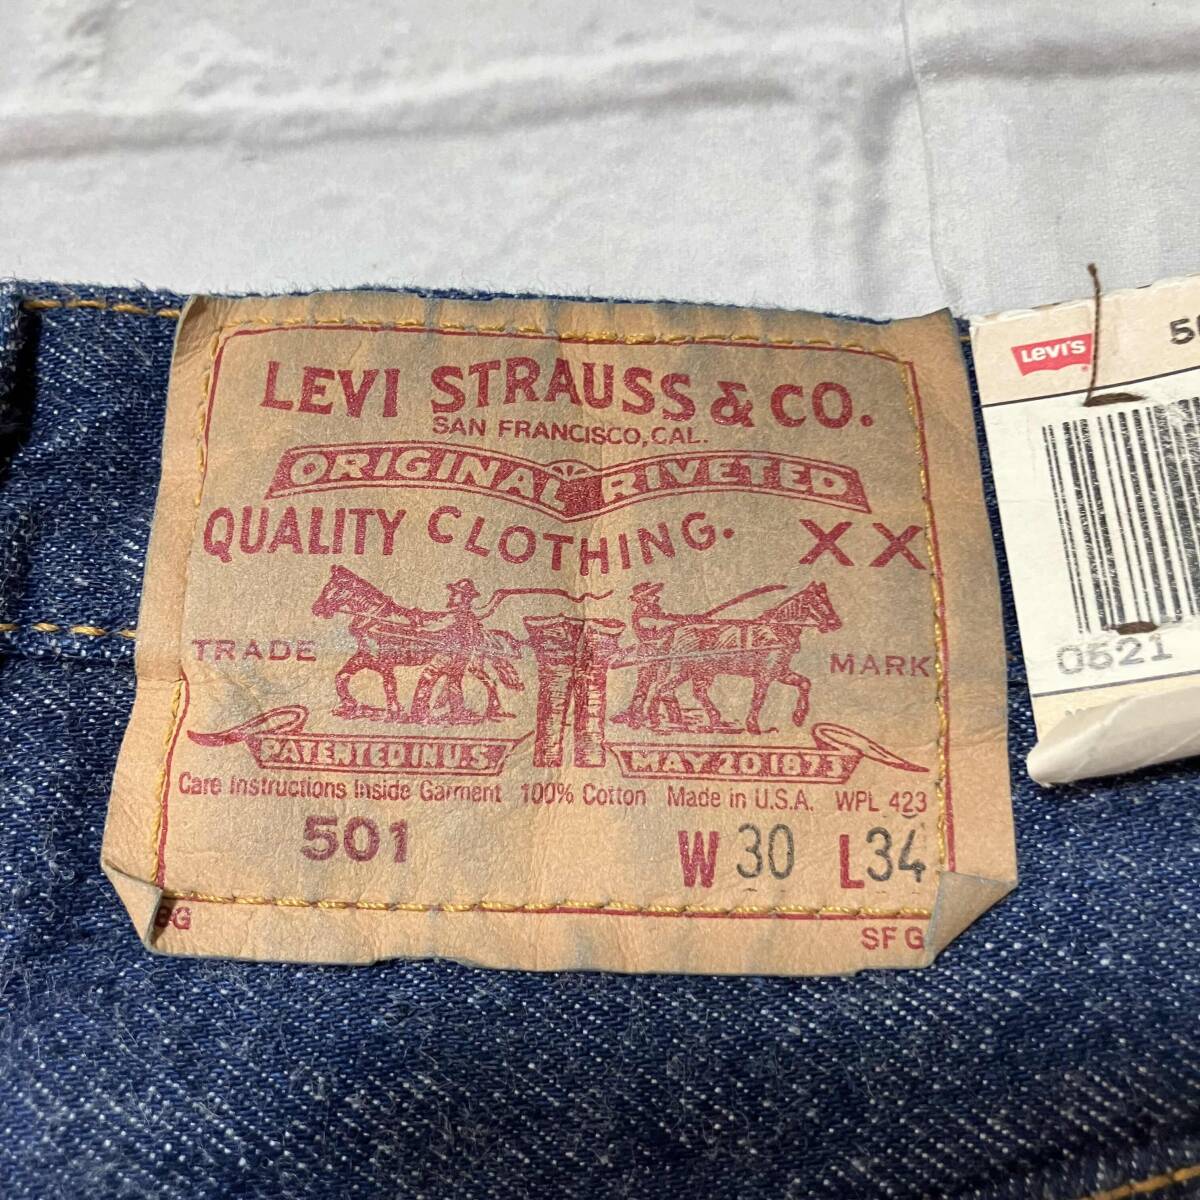 LEVI STRAUSS & CO.
SAN FRANCISCO, CAL.
ORIGINAL RIVETED
QUALITY CLOTHING. XX
TRADE MARK
PATENTED IN U.S. MAY 20 1873
Care Instructions Inside Garment 100% Cotton Made in U.S.A. WPL 423
501 W 30 L 34
SF G
Levi's
0521